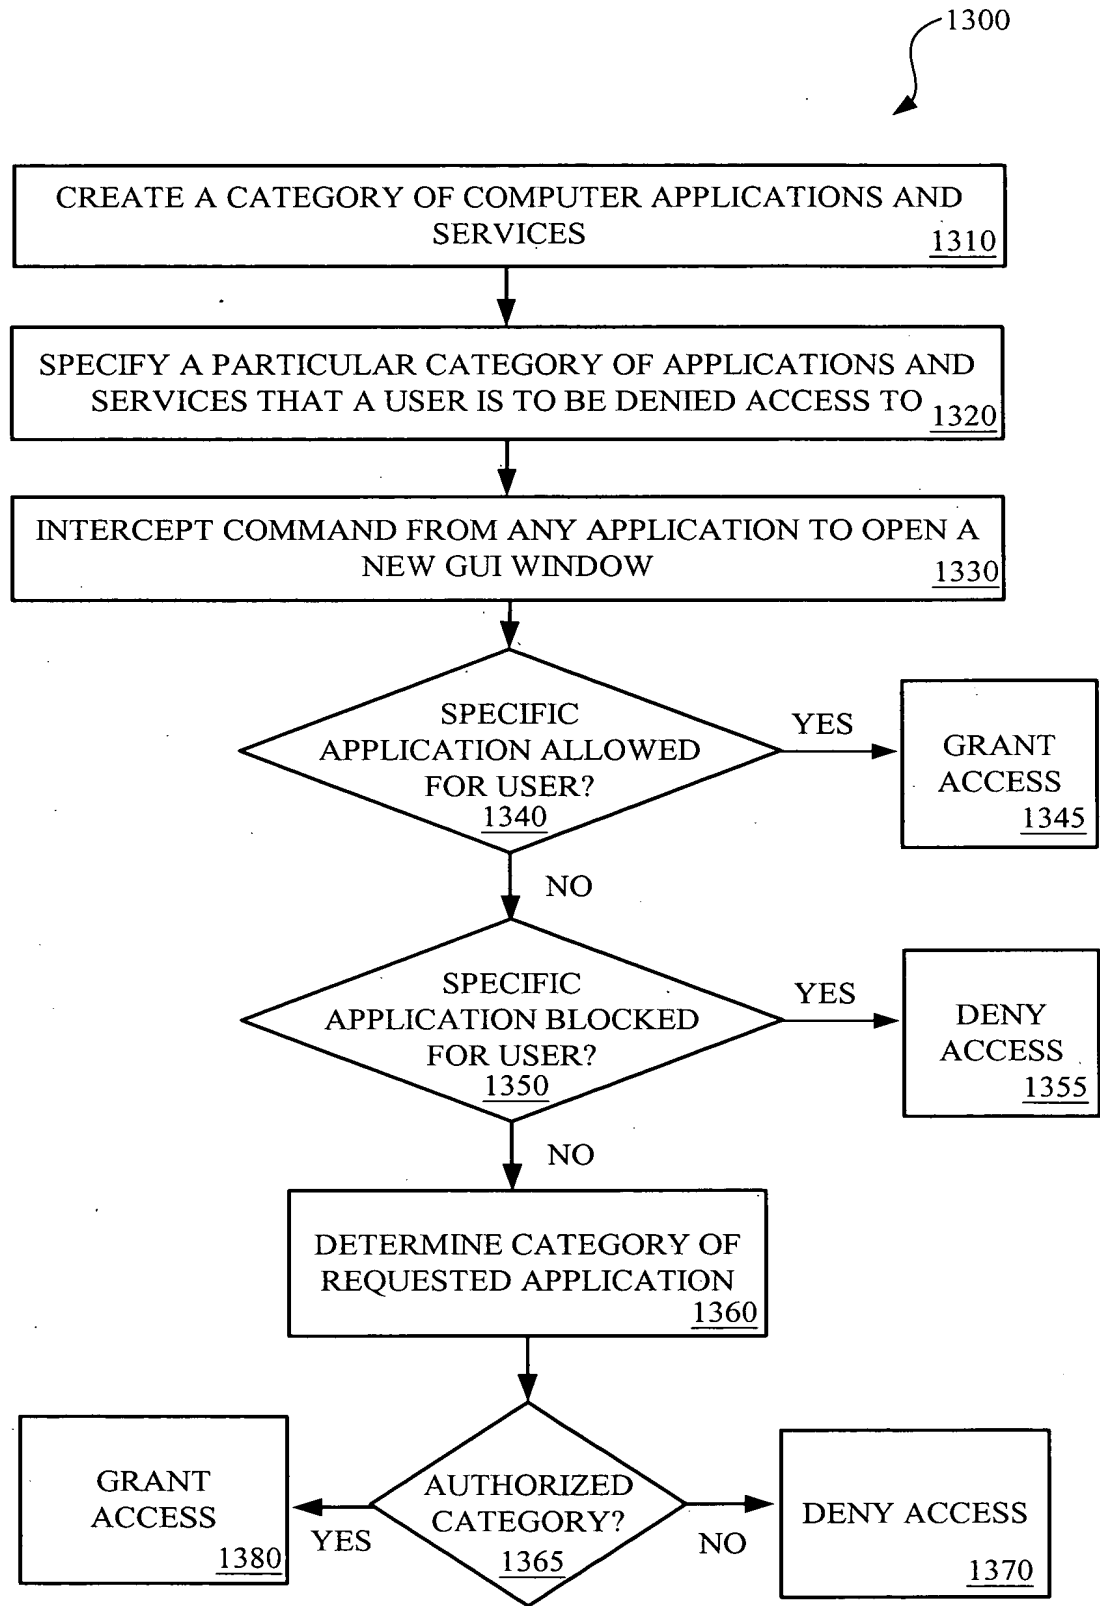 1300
CREATE A CATEGORY OF COMPUTER APPLICATIONS AND
SERVICES
1310
SPECIFY A PARTICULAR CATEGORY OF APPLICATIONS AND
SERVICES THAT A USER IS TO BE DENIED ACCESS TO
1320
INTERCEPT COMMAND FROM ANY APPLICATION TO OPEN A
NEW GUI WINDOW
1330
SPECIFIC
APPLICATION ALLOWED
FOR USER?
1340
YES
GRANT
ACCESS
1345
NO
SPECIFIC
APPLICATION BLOCKED
FOR USER?
1350
YES
DENY
ACCESS
1355
NO
DETERMINE CATEGORY OF
REQUESTED APPLICATION
1360
AUTHORIZED
CATEGORY?
1365
YES
GRANT
ACCESS
1380
NO
DENY ACCESS
1370